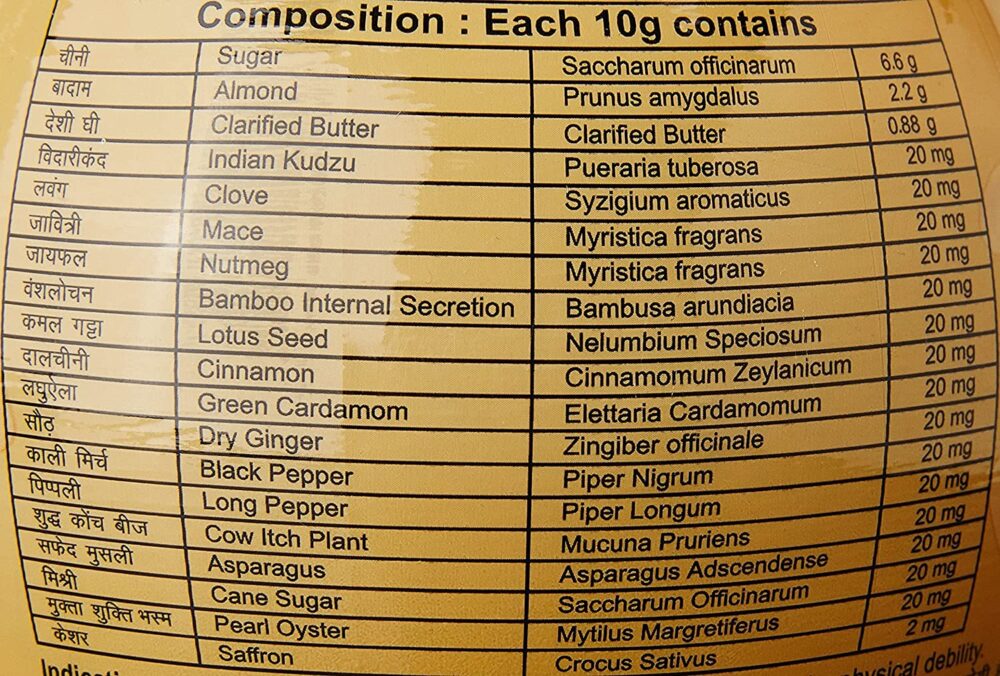 Composition : Each 10g contains
चीनी Sugar Saccharum officinarum 6.6 g
बादाम Almond Prunus amygdalus 2.2 g
देशी घी Clarified Butter Clarified Butter 0.88 g
विदारीकंद Indian Kudzu Pueraria tuberosa 20 mg
लवंग Clove Syzigium aromaticus 20 mg
जावित्री Mace Myristica fragrans 20 mg
जायफल Nutmeg Myristica fragrans 20 mg
वंशलोचन Bamboo Internal Secretion Bambusa arundiacia 20 mg
कमल गट्टा Lotus Seed Nelumbium Speciosum 20 mg
दालचीनी Cinnamon Cinnamomum Zeylanicum 20 mg
लघुऐला Green Cardamom Elettaria Cardamomum 20 mg
सौठ Dry Ginger Zingiber officinale 20 mg
काली मिर्च Black Pepper Piper Nigrum 20 mg
पिप्पली Long Pepper Piper Longum 20 mg
शुद्ध कोंच बीज Cow Itch Plant Mucuna Pruriens 20 mg
सफेद मुसली Asparagus Asparagus Adscendense 20 mg
मिश्री Cane Sugar Saccharum Officinarum 20 mg
मुक्ता शुक्ति भस्म Pearl Oyster Mytilus Margretiferus 20 mg
केशर Saffron Crocus Sativus 2 mg
debility.